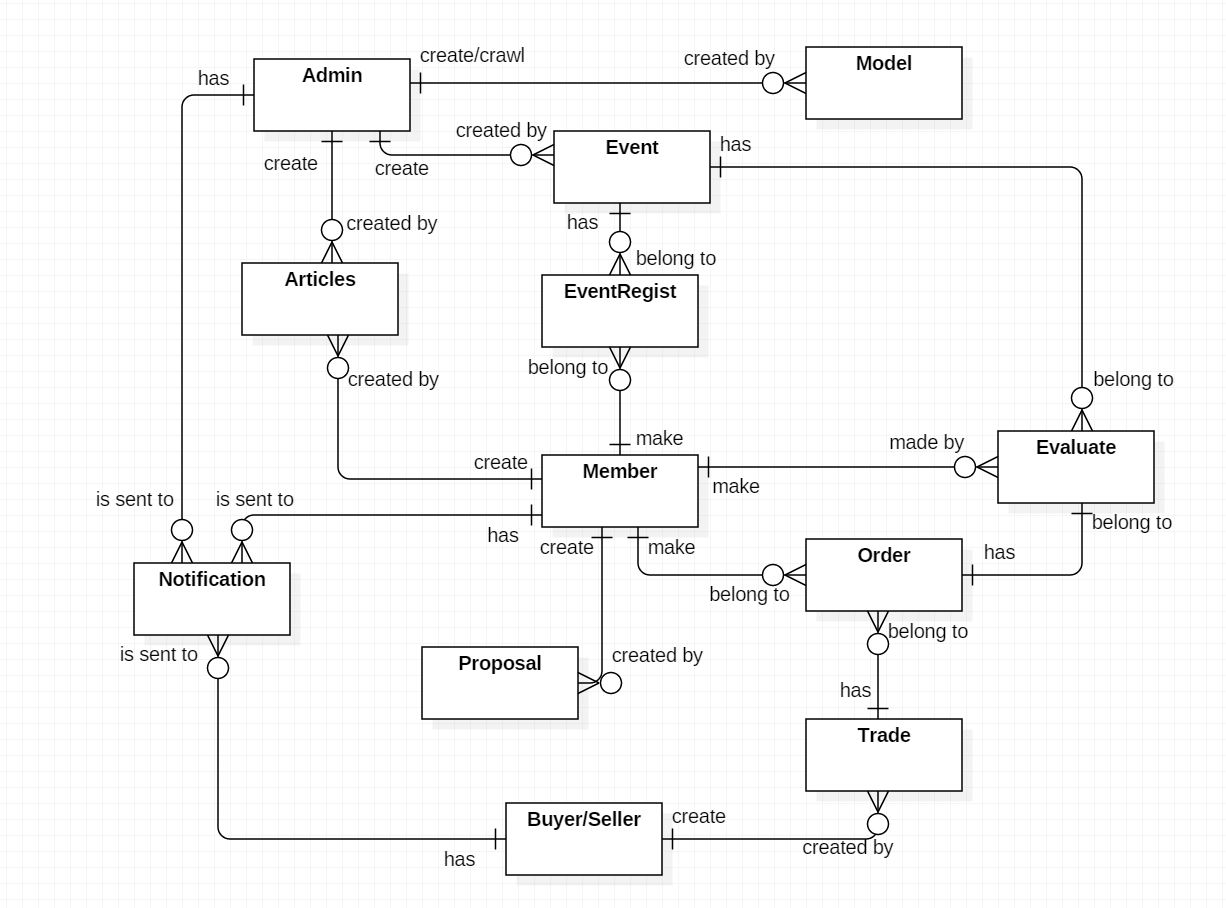 create/crawl
created by
Model
has
Admin
created by
Event
has
create
create
has
created by
belong to
Articles
EventRegist
belong to
created by
belong to
make
made by
Evaluate
create
Member
make
is sent to
is sent to
belong to
has
create
make
Order
has
Notification
belong to
belong to
is sent to
Proposal
created by
has
Trade
Buyer/Seller
create
created by
has